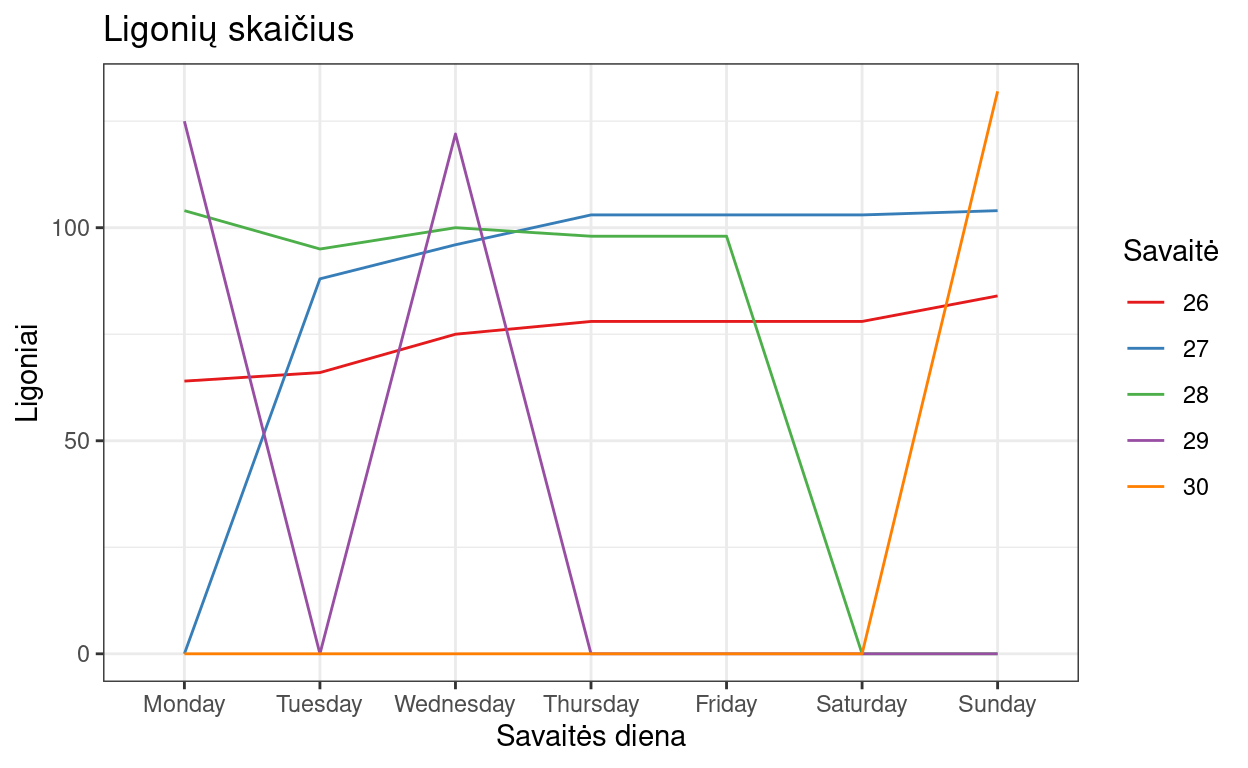 Ligonių skaičius
Ligoniai
100
50
0
Monday Tuesday Wednesday Thursday Friday Saturday Sunday
Savaitės diena
Savaitė
26
27
28
29
30